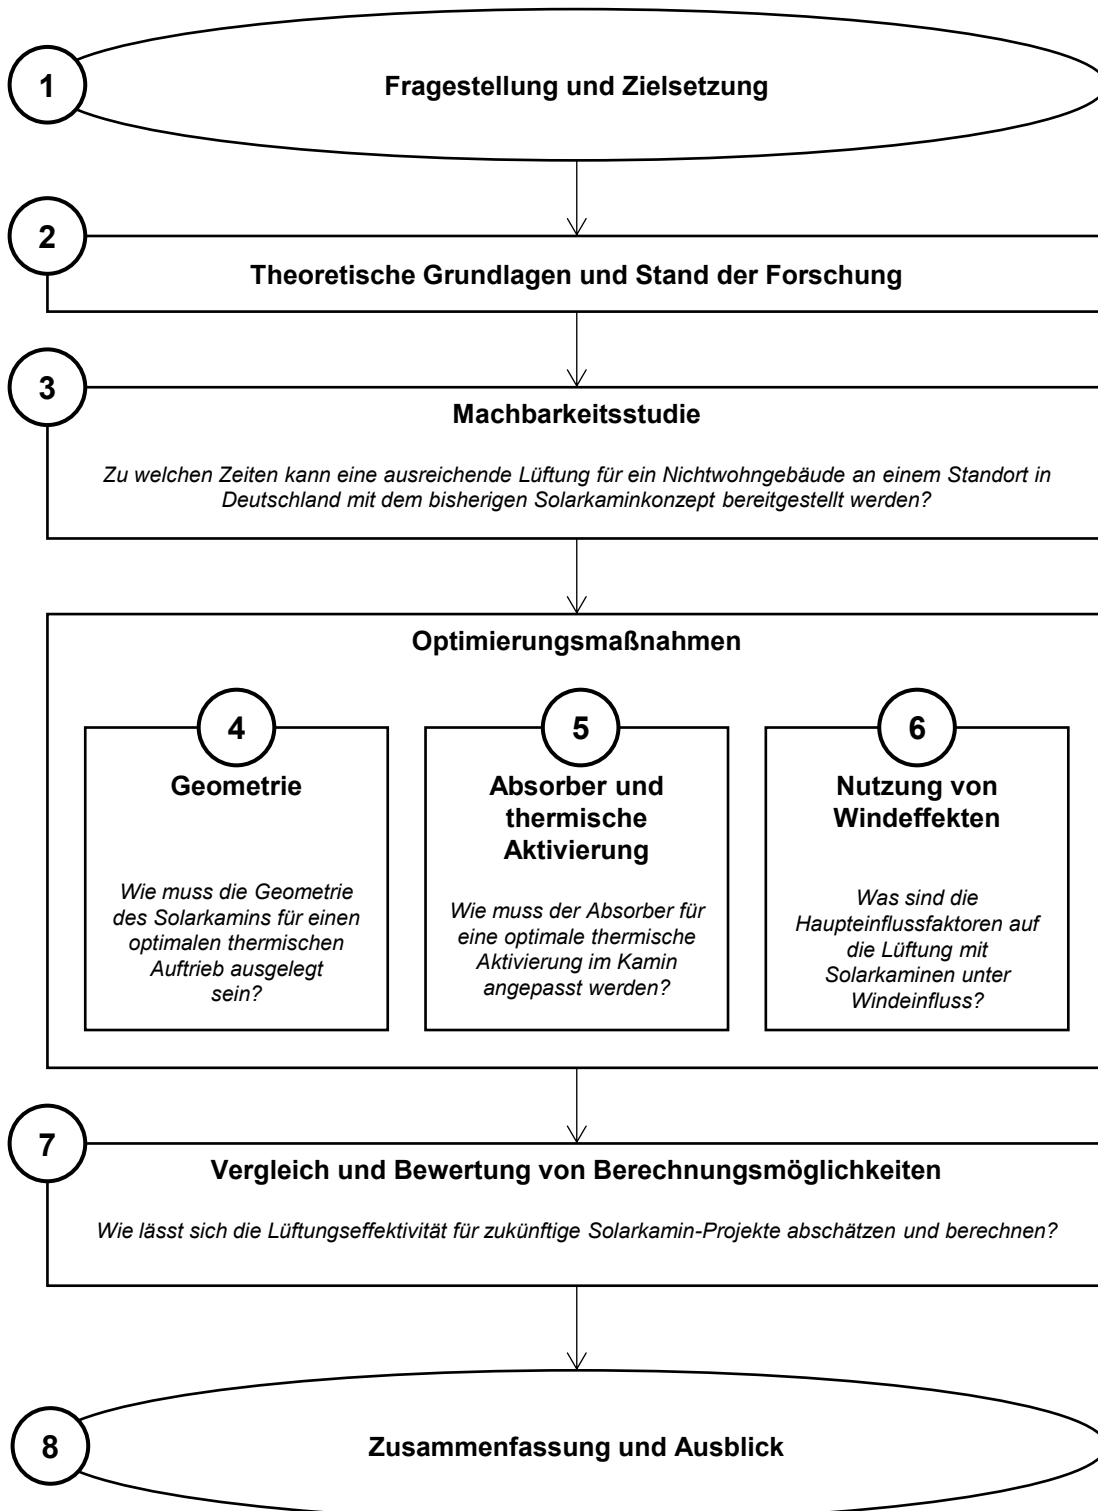 1
Fragestellung und Zielsetzung
2
Theoretische Grundlagen und Stand der Forschung
3
Machbarkeitsstudie
Zu welchen Zeiten kann eine ausreichende Lüftung für ein Nichtwohngebäude an einem Standort in
Deutschland mit dem bisherigen Solarkaminkonzept bereitgestellt werden?
Optimierungsmaßnahmen
4
Geometrie
Wie muss die Geometrie
des Solarkamins für einen
optimalen thermischen
Auftrieb ausgelegt
sein?
5
Absorber und
thermische
Aktivierung
Wie muss der Absorber für
eine optimale thermische
Aktivierung im Kamin
angepasst werden?
6
Nutzung von
Windeffekten
Was sind die
Haupteinflussfaktoren auf
die Lüftung mit
Solarkaminen unter
Windeinfluss?
7
Vergleich und Bewertung von Berechnungsmöglichkeiten
Wie lässt sich die Lüftungseffektivität für zukünftige Solarkamin-Projekte abschätzen und berechnen?
8
Zusammenfassung und Ausblick